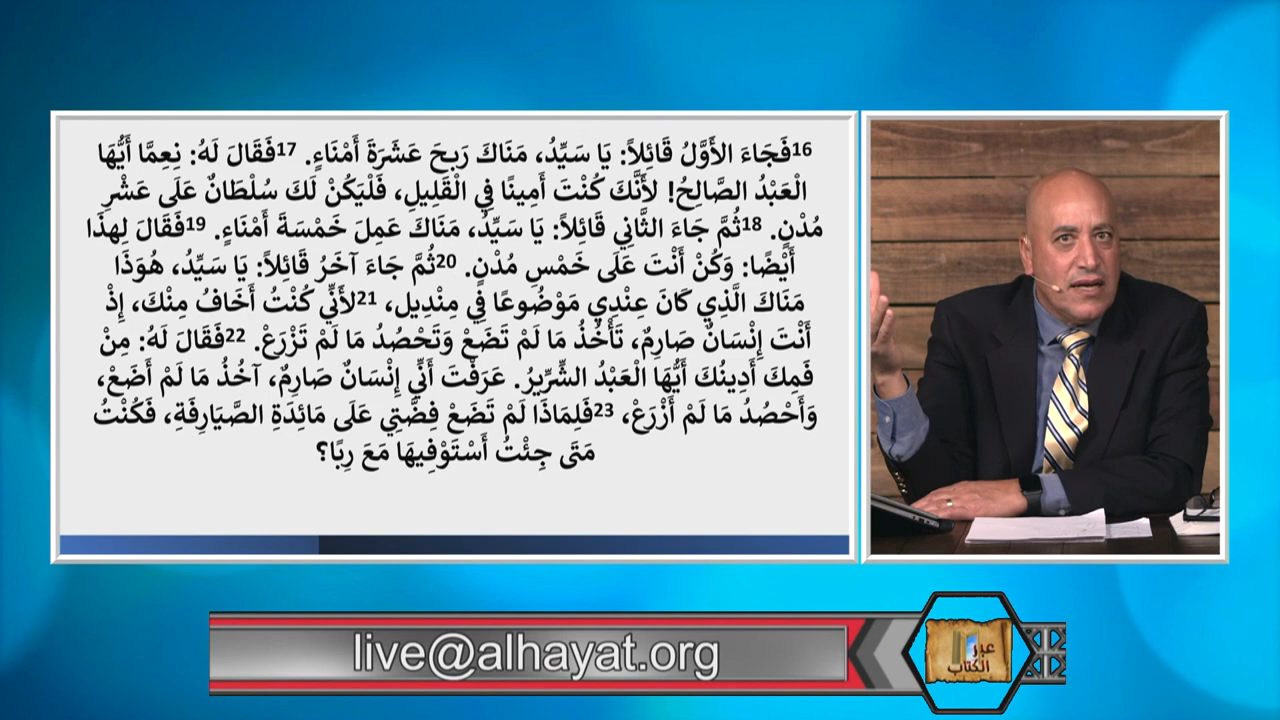 16فَجَاءَ الأَوَّلُ قَائِلاً: يَا سَيِّدُ، مَنَاكَ رَبحَ عَشَرَةَ أَمْنَاءٍ. 17فَقَالَ لَهُ: نِعِمَّا أَيُّهَا
الْعَبْدُ الصَّالِحُ! لأَنَّكَ كُنْتَ أَمِينًا فِي الْقَلِيلِ، فَلْيَكُنْ لَكَ سُلْطَانٌ عَلَى عَشْرِ
مُدْنٍ. 18ثُمَّ جَاءَ الثَّانِي قَائِلاً: يَا سَيِّدُ، مَنَاكَ عَمِلَ خَمْسَةَ أَمْنَاءٍ. 19فَقَالَ لِهذَا
أَيْضًا: وَكُنْ أَنْتَ عَلَى خَمْسِ مُدْنٍ. 20ثُمَّ جَاءَ آخَرُ قَائِلاً: يَا سَيِّدُ، هُوَذَا
مَنَاكَ الَّذِي كَانَ عِنْدِي مَوْضُوعًا فِي مِنْدِيل، 21لأَنِّي كُنْتُ أَخَافُ مِنْكَ، إِذْ
أَنْتَ إِنْسَانٌ صَارِمٌ، تَأْخُذُ مَا لَمْ تَضَعْ وَتَحْصُدُ مَا لَمْ تَزْرَعْ. 22فَقَالَ لَهُ: مِنْ
فَمِكَ أَدِينُكَ أَيُّهَا الْعَبْدُ الشِّرِّيرُ. عَرَفْتَ أَنِّي إِنْسَانٌ صَارِمٌ، آخُذُ مَا لَمْ أَضَعْ،
وَأَحْصُدُ مَا لَمْ أَزْرَعْ، 23فَلِمَاذَا لَمْ تَضَعْ فِضَّتِي عَلَى مَائِدَةِ الصَّيَارِفَةِ، فَكُنْتُ
مَتَى جِئْتُ أَسْتَوْفِيهَا مَعَ رِبًا؟
live@alhayat.org
عبر
الكتاب